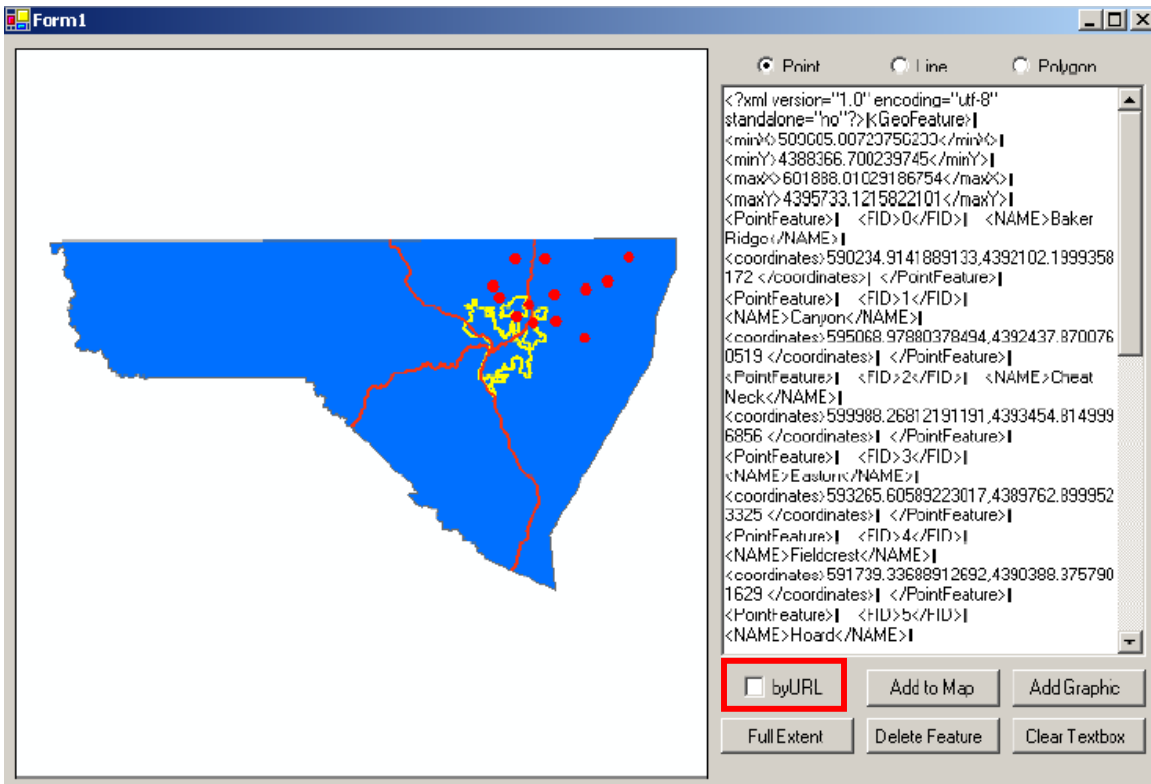 Form1
Point Line Polygon
<?xml version="1.0" encoding="utf-8"
standalone="no"?>|<GeoFeature>|
<minX>509605.00723756233</minX>|
<minY>4388366.700239745</minY>|
<maxX>601888.01029186754</maxX>|
<maxY>4395733.1215822101</maxY>|
<PointFeature>| <FID>0</FID>| <NAME>Baker
Ridge</NAME>|
<coordinates>590234.9141889133,4392102.1999358
172 </coordinates>| </PointFeature>|
<PointFeature>| <FID>1</FID>|
<NAME>Canyon</NAME>|
<coordinates>595068.97880378494,4392437.870076
0519 </coordinates>| </PointFeature>|
<PointFeature>| <FID>2</FID>| <NAME>Cheat
Neck</NAME>|
<coordinates>599988.26812191191,4393454.814999
6856 </coordinates>| </PointFeature>|
<PointFeature>| <FID>3</FID>|
<NAME>Easton</NAME>|
<coordinates>593265.60589223017,4389762.899952
3325 </coordinates>| </PointFeature>|
<PointFeature>| <FID>4</FID>|
<NAME>Fieldcrest</NAME>|
<coordinates>591739.33688912692,4390388.375790
1629 </coordinates>| </PointFeature>|
<PointFeature>| <FID>5</FID>|
<NAME>Hoard</NAME>|
byURL Add to Map Add Graphic
Full Extent Delete Feature Clear Textbox